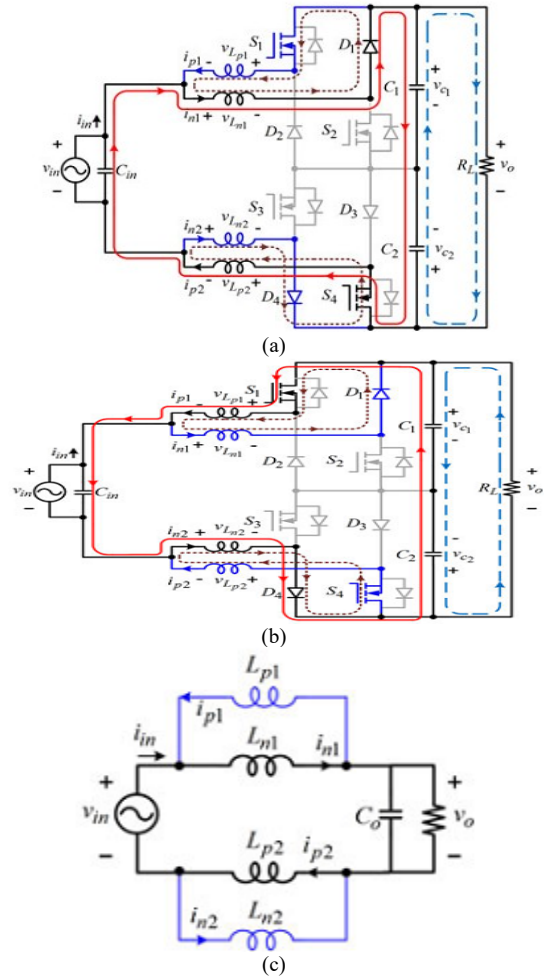 S1
ip1 - vLp1 +
D1
C1
+
vc1
-
iin
in1 + vLn1 -
D2
S2
+
vin
-
Cin
S3
D3
RL
+
vo
-
in2 + vLn2 -
ip2 - vLp2 +
D4
S4
C2
-
vc2
+
(a)
S1
ip1 - vLp1 +
D1
C1
+
vc1
-
iin
in1 + vLn1 -
D2
S2
+
vin
-
Cin
S3
D3
RL
+
vo
-
in2 + vLn2 -
ip2 - vLp2 +
D4
S4
C2
-
vc2
+
(b)
Lp1
ip1
iin
Ln1
in1
+
vin
-
Co
+
vo
-
Lp2
ip2
in2
Ln2
(c)